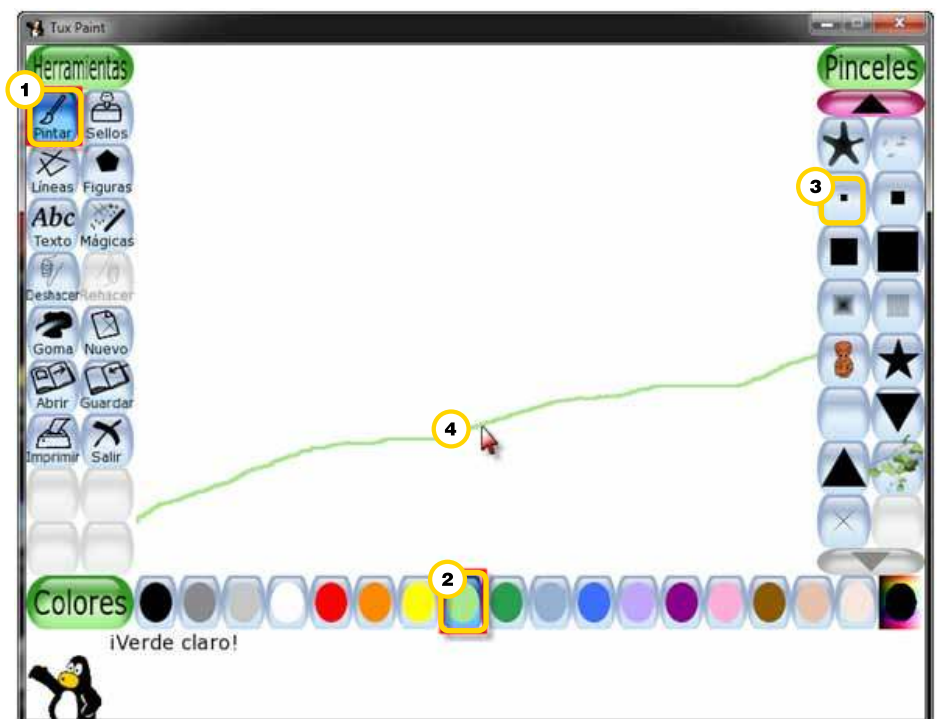 Tux Paint
Herramientas
Pinceles
1
Pintar Sellos
Líneas Figuras
3
Abc
Texto Mágicas
Deshacer Rehacer
Goma Nuevo
Abrir Guardar
4
Imprimir Salir
2
Colores
¡Verde claro!